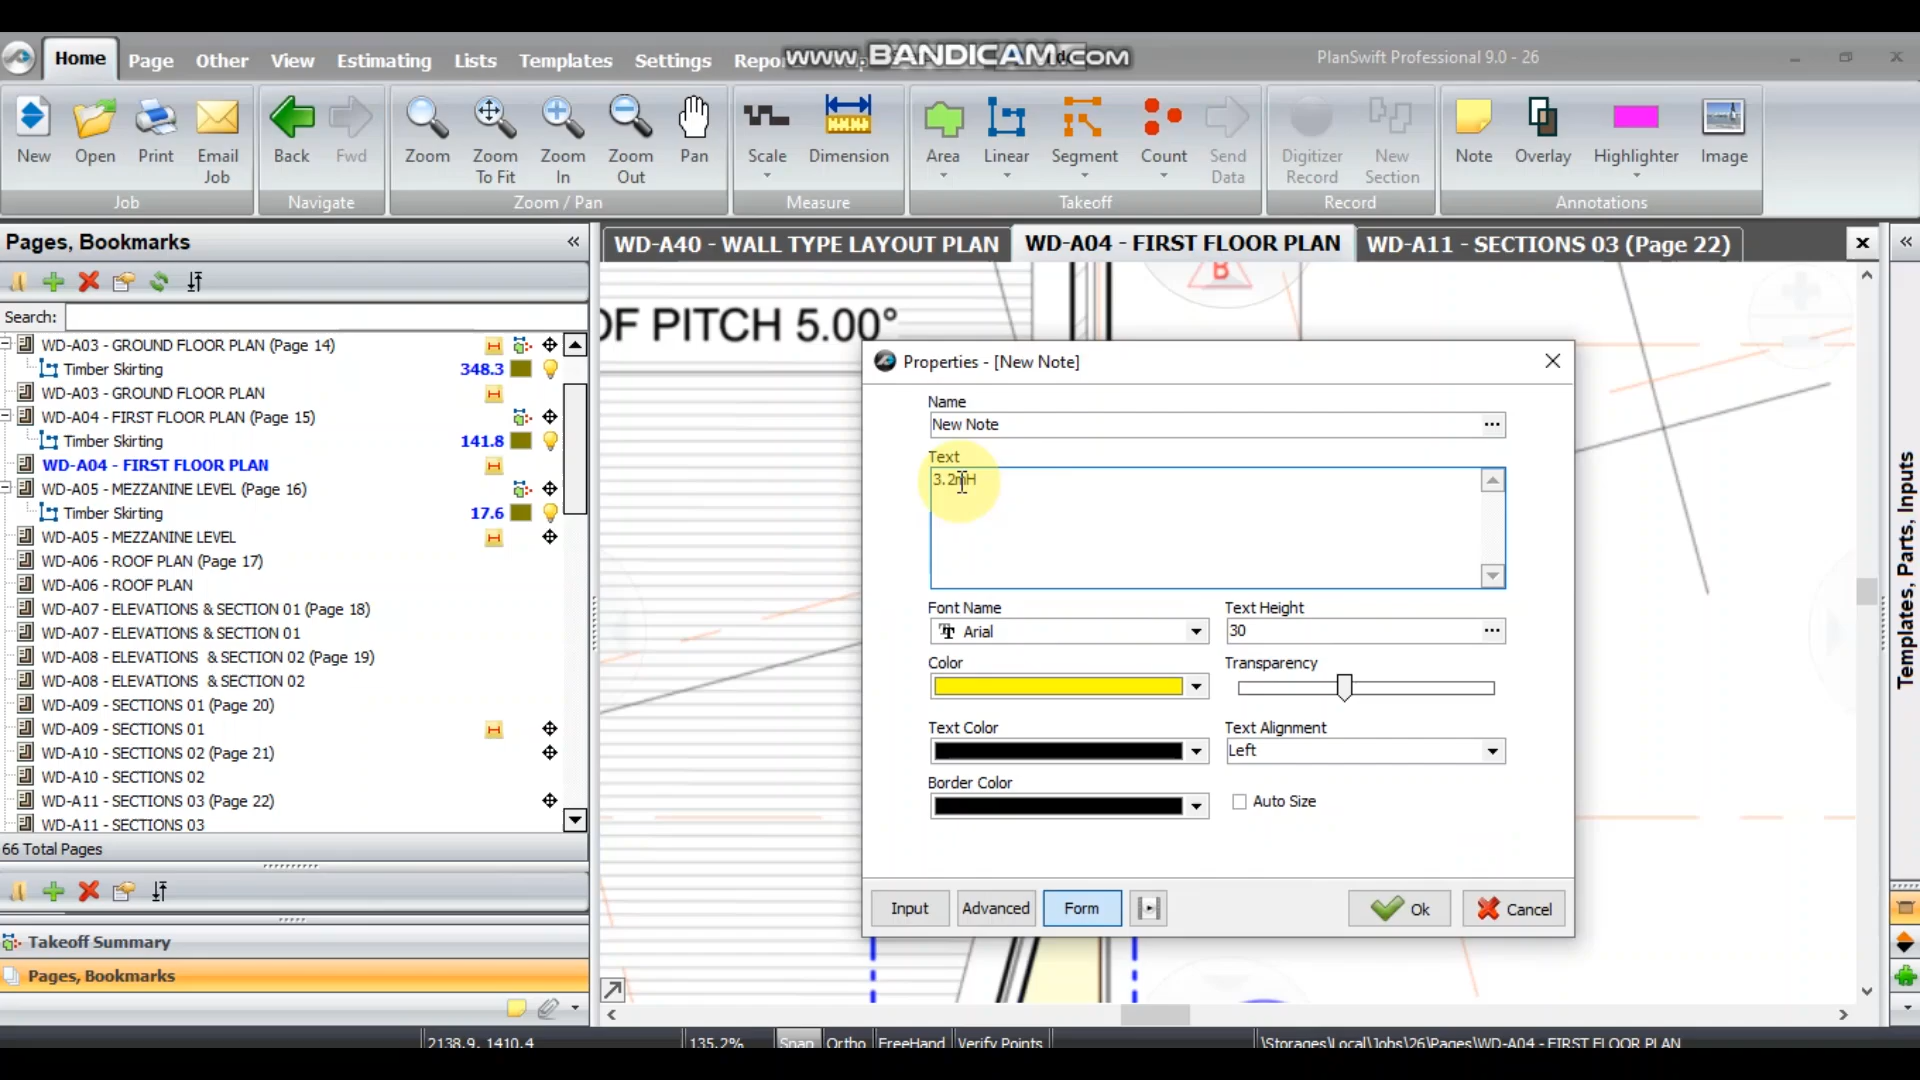 www.BANDICAM.com
Home
Page
Other
View
Estimating
Lists
Templates
Settings
PlanSwift Professional 9.0 - 26
New
Open
Print
Email Job
Back
Fwd
Zoom
Zoom To Fit
Zoom In
Zoom Out
Pan
Scale
Dimension
Area
Linear
Segment
Count
Send Data
Digitizer Record
New Section
Note
Overlay
Highlighter
Image
Job
Navigate
Zoom / Pan
Measure
Takeoff
Record
Annotations
Pages, Bookmarks
WD-A40 - WALL TYPE LAYOUT PLAN
WD-A04 - FIRST FLOOR PLAN
WD-A11 - SECTIONS 03 (Page 22)
Search:
WD-A03 - GROUND FLOOR PLAN (Page 14)
Timber Skirting 348.3
WD-A03 - GROUND FLOOR PLAN
WD-A04 - FIRST FLOOR PLAN (Page 15)
Timber Skirting 141.8
WD-A04 - FIRST FLOOR PLAN
WD-A05 - MEZZANINE LEVEL (Page 16)
Timber Skirting 17.6
WD-A05 - MEZZANINE LEVEL
WD-A06 - ROOF PLAN (Page 17)
WD-A06 - ROOF PLAN
WD-A07 - ELEVATIONS & SECTION 01 (Page 18)
WD-A07 - ELEVATIONS & SECTION 01
WD-A08 - ELEVATIONS & SECTION 02 (Page 19)
WD-A08 - ELEVATIONS & SECTION 02
WD-A09 - SECTIONS 01 (Page 20)
WD-A09 - SECTIONS 01
WD-A10 - SECTIONS 02 (Page 21)
WD-A10 - SECTIONS 02
WD-A11 - SECTIONS 03 (Page 22)
WD-A11 - SECTIONS 03
66 Total Pages
Takeoff Summary
Pages, Bookmarks
OF PITCH 5.00°
B
Properties - [New Note]
Name
New Note
Text
3.2mH
Font Name
Arial
Text Height
30
Color
Transparency
Text Color
Text Alignment
Left
Border Color
Auto Size
Input
Advanced
Form
Ok
Cancel
Templates, Parts, Inputs
2138.9, 1410.4
135.2%
Snap
Ortho
FreeHand
Verify Points
\Storages\Local\Jobs\26\Pages\WD-A04 - FIRST FLOOR PLAN